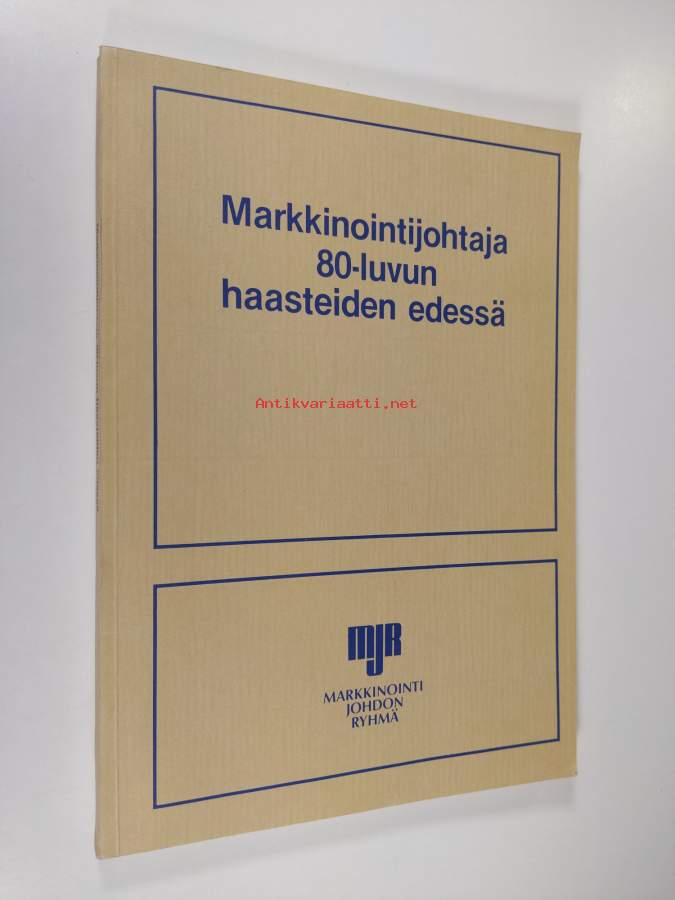 Markkinointijohtaja
80-luvun
haasteiden edessä
Antikvariaatti.net
MJR
MARKKINOINTI
JOHDON
RYHMÄ